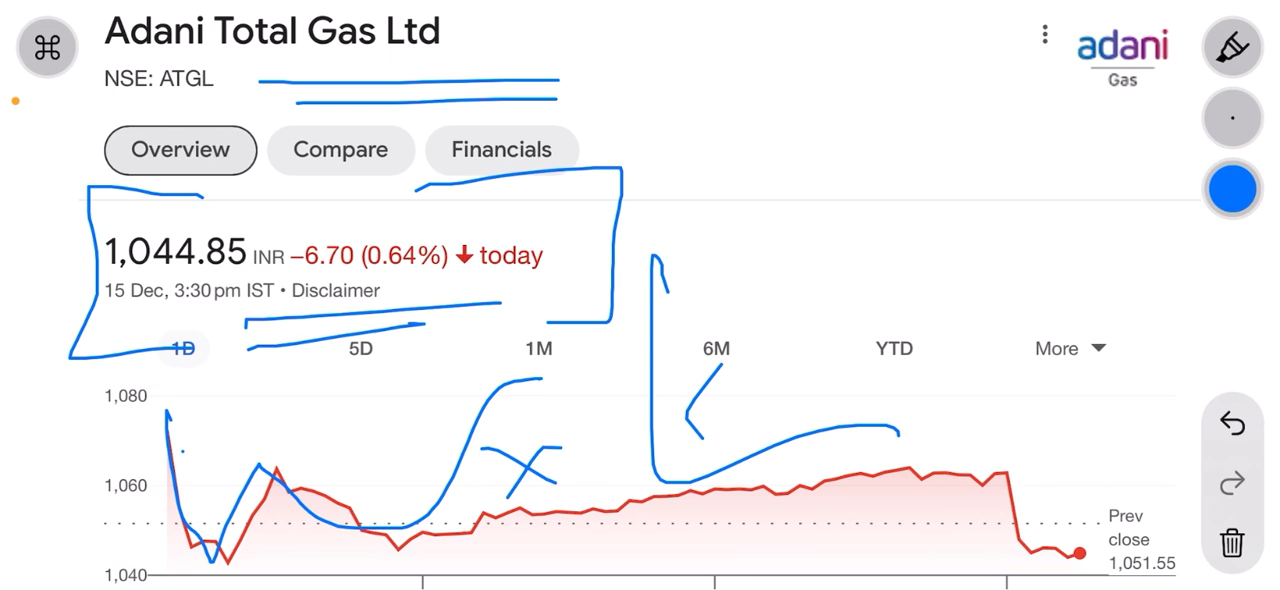 Adani Total Gas Ltd
adani
Gas
NSE: ATGL
Overview Compare Financials
1,044.85 INR −6.70 (0.64%) ↓ today
15 Dec, 3:30 pm IST • Disclaimer
1D 5D 1M 6M YTD More
1,080
1,060
1,040
Prev
close
1,051.55